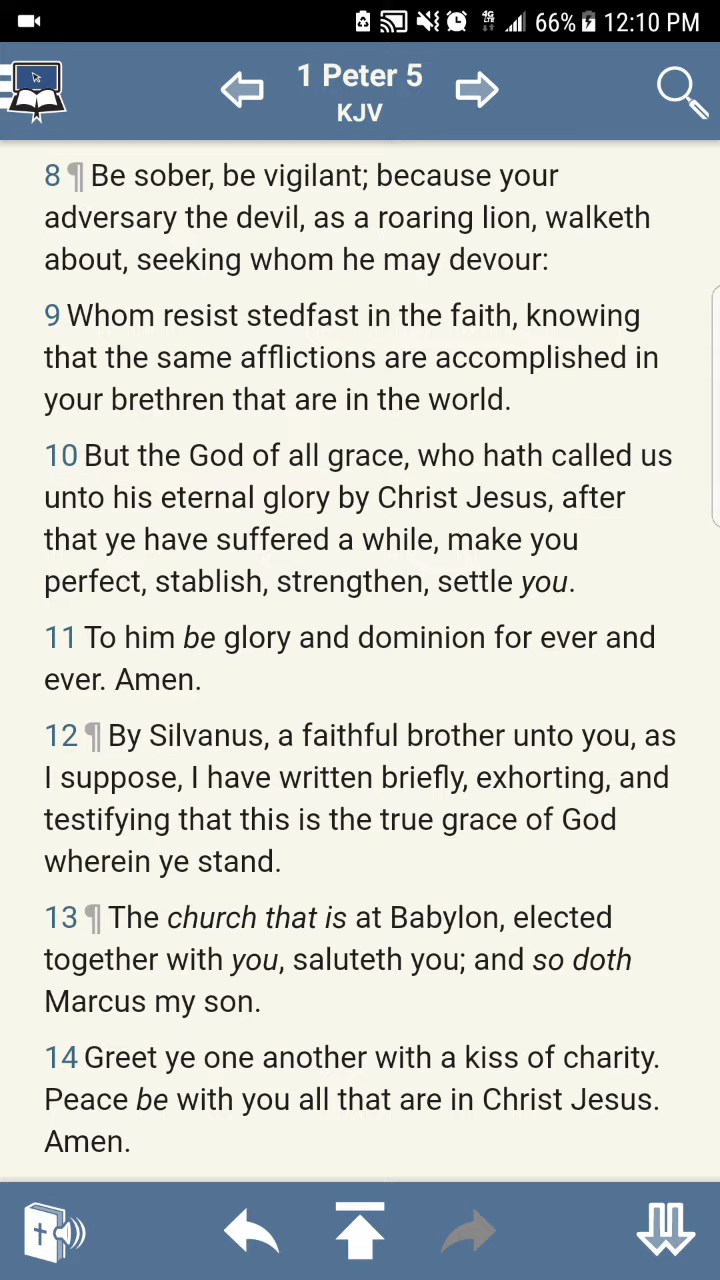 4G LTE 66% 12:10 PM
1 Peter 5
KJV
8 ¶ Be sober, be vigilant; because your
adversary the devil, as a roaring lion, walketh
about, seeking whom he may devour:
9 Whom resist stedfast in the faith, knowing
that the same afflictions are accomplished in
your brethren that are in the world.
10 But the God of all grace, who hath called us
unto his eternal glory by Christ Jesus, after
that ye have suffered a while, make you
perfect, stablish, strengthen, settle you.
11 To him be glory and dominion for ever and
ever. Amen.
12 ¶ By Silvanus, a faithful brother unto you, as
I suppose, I have written briefly, exhorting, and
testifying that this is the true grace of God
wherein ye stand.
13 ¶ The church that is at Babylon, elected
together with you, saluteth you; and so doth
Marcus my son.
14 Greet ye one another with a kiss of charity.
Peace be with you all that are in Christ Jesus.
Amen.